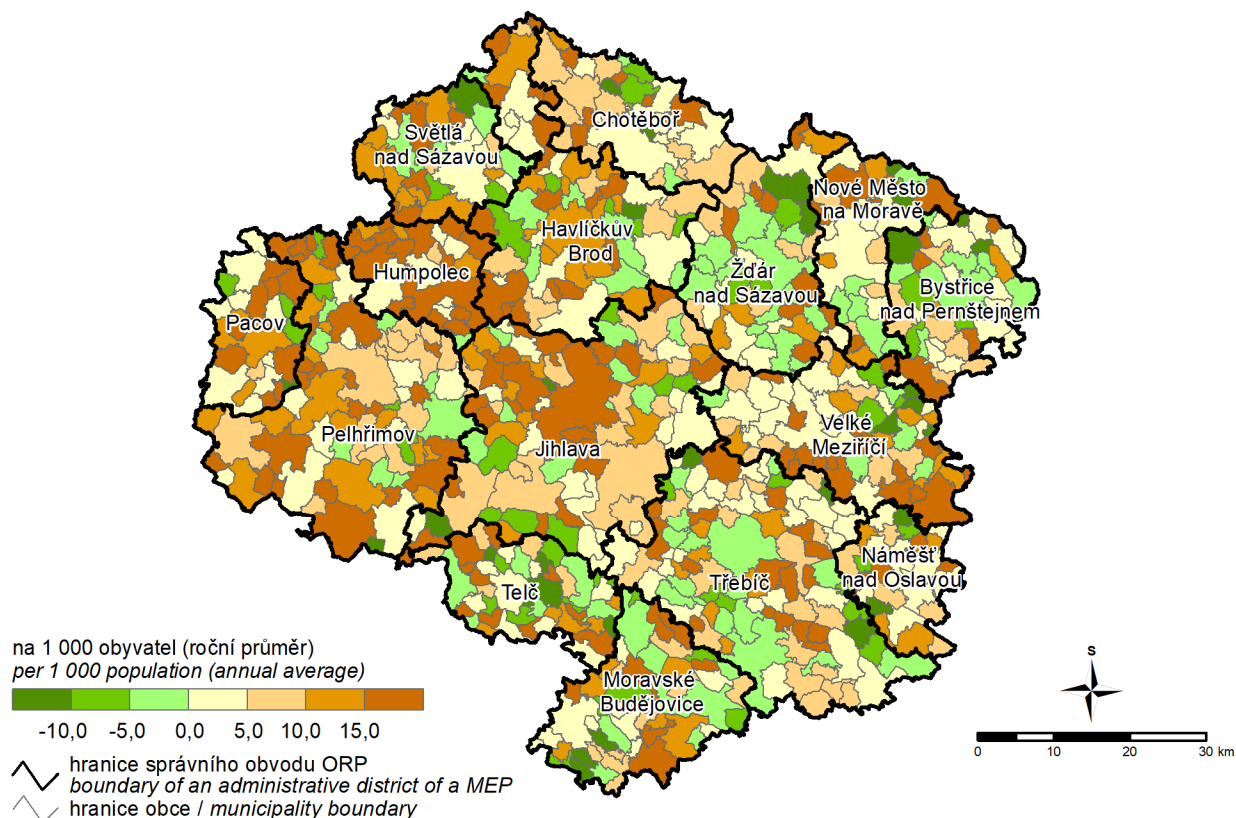 Chotěboř
Světlá
nad Sázavou
Nové Město
na Moravě
Havlíčkův
Brod
Humpolec
Žďár
nad Sázavou
Bystřice
nad Pernštejnem
Pacov
Pelhřimov
Jihlava
Velké
Meziříčí
Náměšť
nad Oslavou
Třebíč
Telč
Moravské
Budějovice
na 1 000 obyvatel (roční průměr)
per 1 000 population (annual average)
-10,0 -5,0 0,0 5,0 10,0 15,0
hranice správního obvodu ORP
boundary of an administrative district of a MEP
hranice obce / municipality boundary
S
0 10 20 30 km